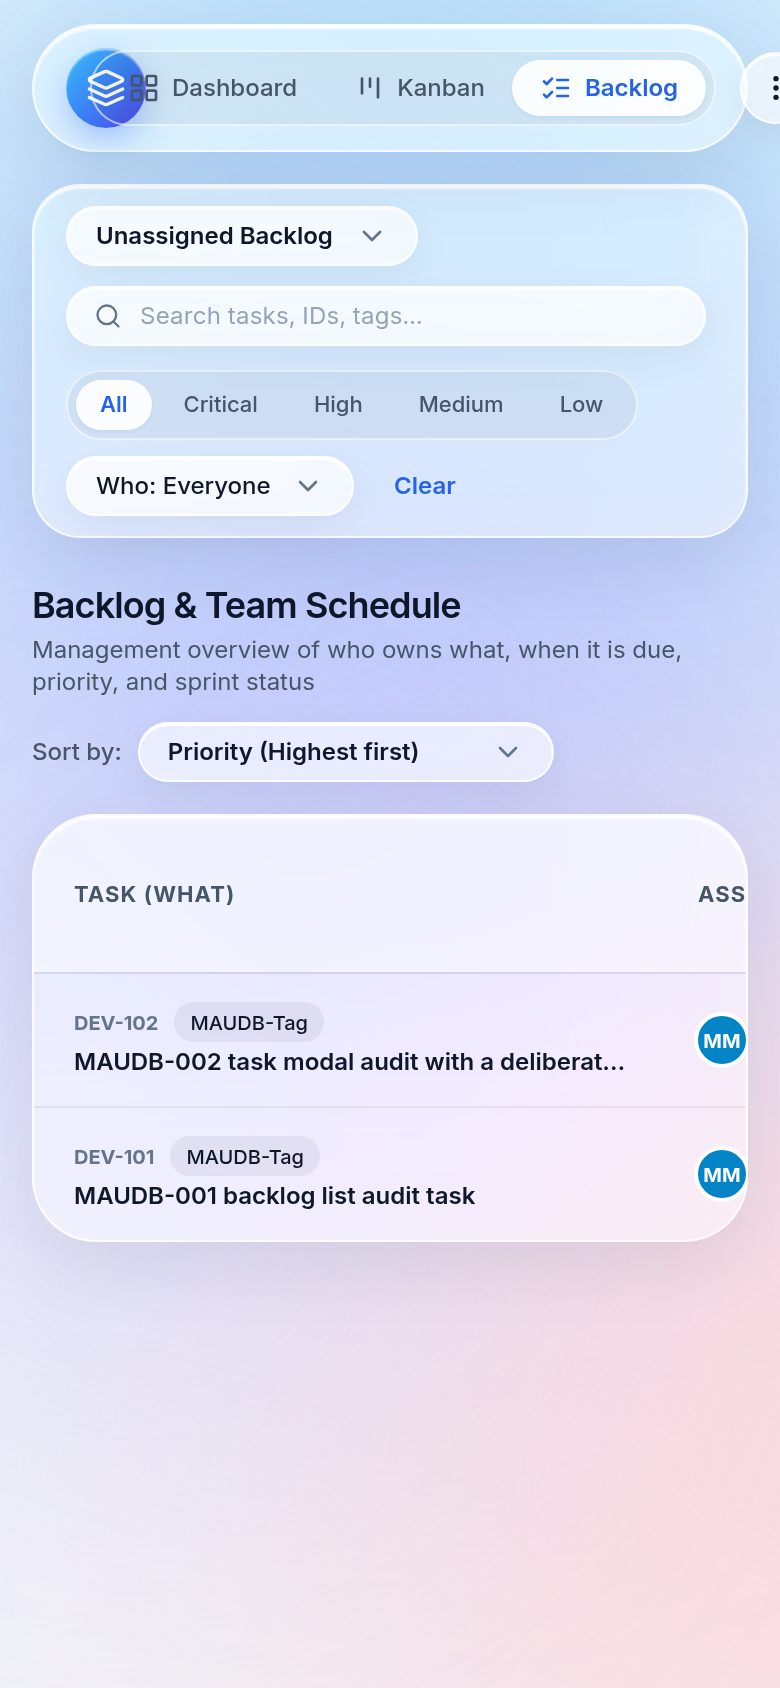 Dashboard
Kanban
Backlog
Unassigned Backlog
Search tasks, IDs, tags...
All
Critical
High
Medium
Low
Who: Everyone
Clear
Backlog & Team Schedule
Management overview of who owns what, when it is due,
priority, and sprint status
Sort by:
Priority (Highest first)
TASK (WHAT)
ASS
DEV-102
MAUDB-Tag
MAUDB-002 task modal audit with a deliberat...
MM
DEV-101
MAUDB-Tag
MAUDB-001 backlog list audit task
MM